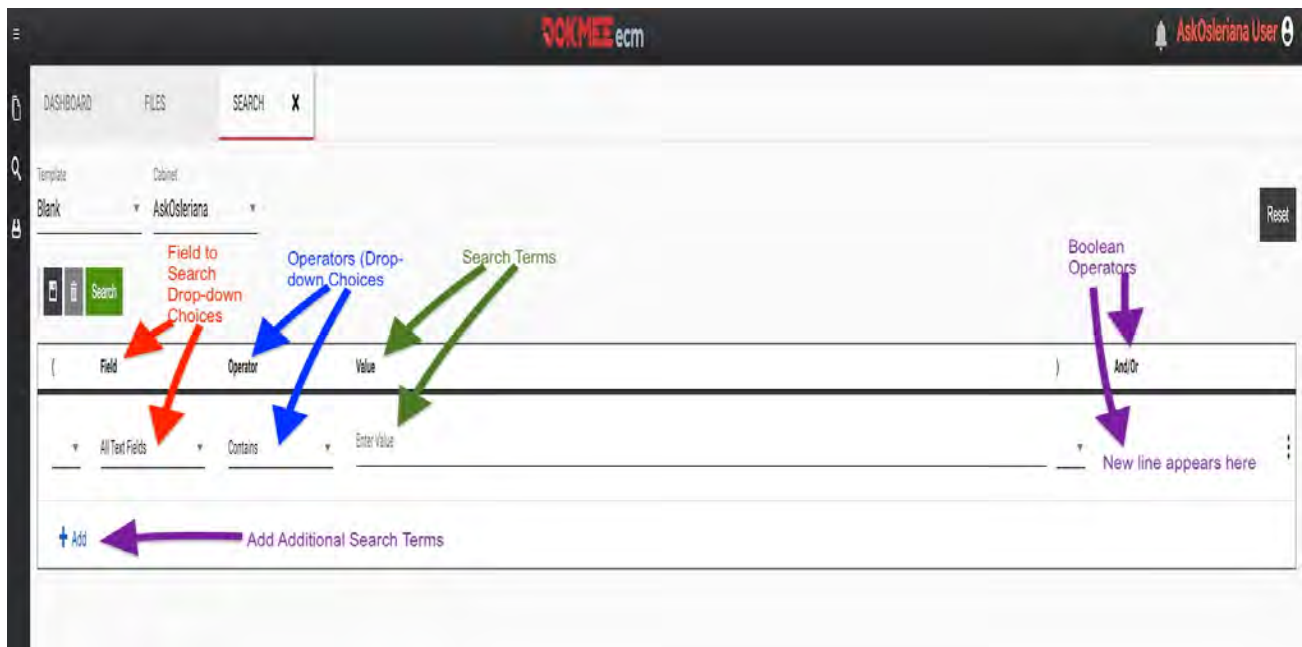 DOKMEE ecm
AskOsleriana User
DASHBOARD FILES SEARCH X
Template Cabinet
Blank AskOsleriana
Reset
Field to
Search
Drop-down
Choices
Operators (Drop-
down Choices
Search Terms
Boolean
Operators
Search
( Field Operator Value ) And/Or
All Text Fields Contains Enter Value
New line appears here
+ Add
Add Additional Search Terms